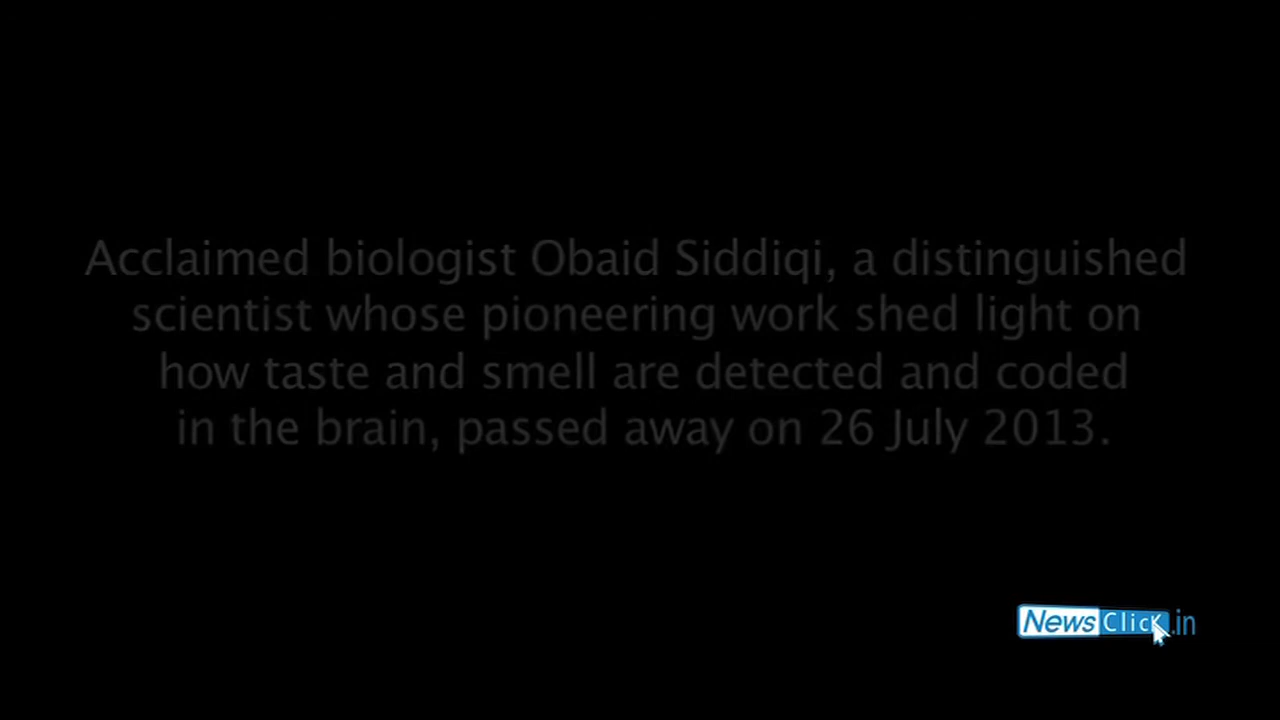 Acclaimed biologist Obaid Siddiqi, a distinguished
scientist whose pioneering work shed light on
how taste and smell are detected and coded
in the brain, passed away on 26 July 2013.
NewsClick.in